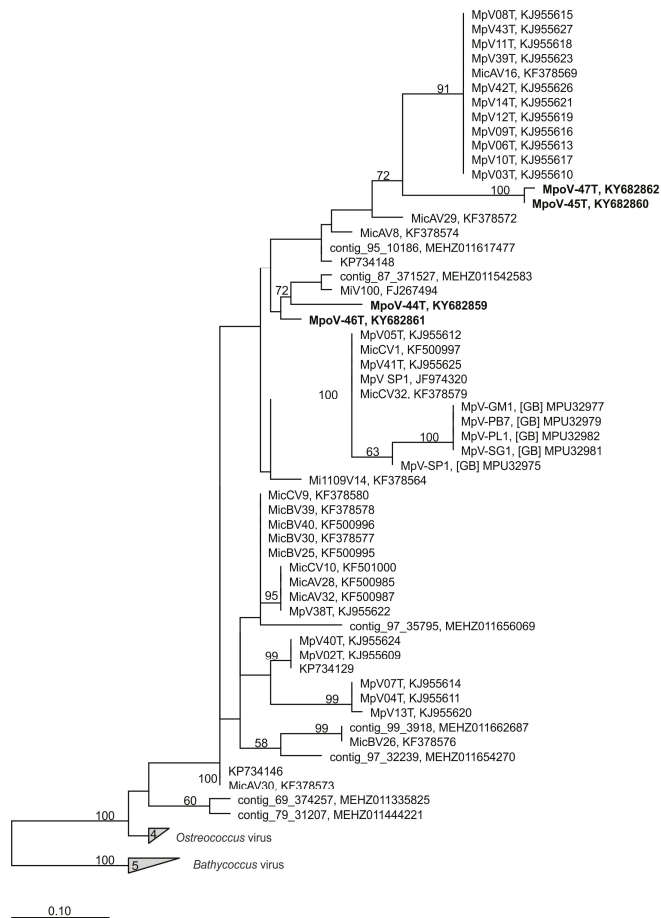 MpV08T, KJ955615
MpV43T, KJ955627
MpV11T, KJ955618
MpV39T, KJ955623
MicAV16, KF378569
MpV42T, KJ955626
91
MpV14T, KJ955621
MpV12T, KJ955619
MpV09T, KJ955616
MpV06T, KJ955613
MpV10T, KJ955617
MpV03T, KJ955610
72
100
MpoV-47T, KY682862
MpoV-45T, KY682860
MicAV29, KF378572
MicAV8, KF378574
contig_95_10186, MEHZ011617477
KP734148
contig_87_371527, MEHZ011542583
72
MiV100, FJ267494
MpoV-44T, KY682859
MpoV-46T, KY682861
MpV05T, KJ955612
MicCV1, KF500997
MpV41T, KJ955625
MpV SP1, JF974320
100
MicCV32, KF378579
MpV-GM1, [GB] MPU32977
MpV-PB7, [GB] MPU32979
100
MpV-PL1, [GB] MPU32982
63
MpV-SG1, [GB] MPU32981
MpV-SP1, [GB] MPU32975
Mi1109V14, KF378564
MicCV9, KF378580
MicBV39, KF378578
MicBV40, KF500996
MicBV30, KF378577
MicBV25, KF500995
MicCV10, KF501000
MicAV28, KF500985
95
MicAV32, KF500987
MpV38T, KJ955622
contig_97_35795, MEHZ011656069
MpV40T, KJ955624
99
MpV02T, KJ955609
KP734129
MpV07T, KJ955614
99
MpV04T, KJ955611
MpV13T, KJ955620
99
contig_99_3918, MEHZ011662687
58
MicBV26, KF378576
contig_97_32239, MEHZ011654270
KP734146
100
MicAV30, KF378573
60
contig_69_374257, MEHZ011335825
contig_79_31207, MEHZ011444221
100
4
Ostreococcus virus
100
5
Bathycoccus virus
0.10